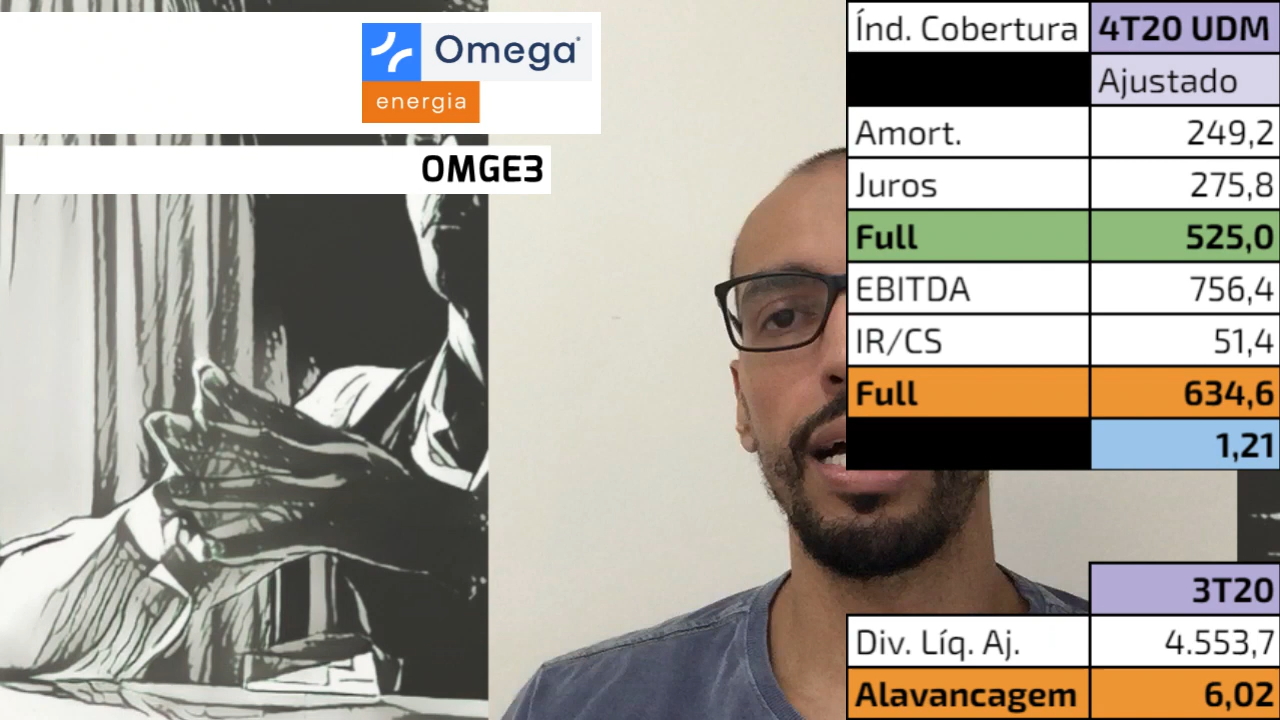 Omega
energia
OMGE3
Índ. Cobertura 4T20 UDM
Ajustado
Amort. 249,2
Juros 275,8
Full 525,0
EBITDA 756,4
IR/CS 51,4
Full 634,6
1,21
3T20
Div. Líq. Aj. 4.553,7
Alavancagem 6,02